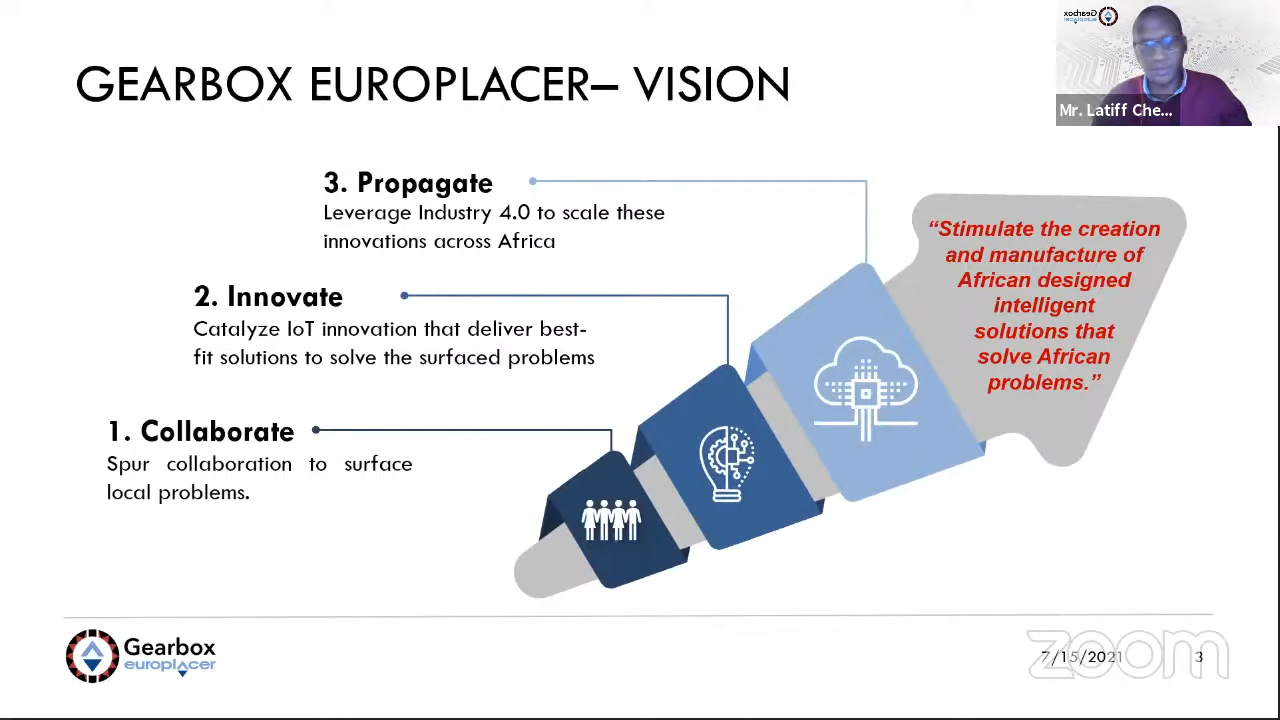 GEARBOX EUROPLACER– VISION
Mr. Latiff Che...
3. Propagate
Leverage Industry 4.0 to scale these
innovations across Africa
2. Innovate
Catalyze IoT innovation that deliver best-
fit solutions to solve the surfaced problems
1. Collaborate
Spur collaboration to surface
local problems.
“Stimulate the creation
and manufacture of
African designed
intelligent
solutions that
solve African
problems.”
Gearbox
europlacer
7/15/2021
3
zoom
Gearbox
europlacer